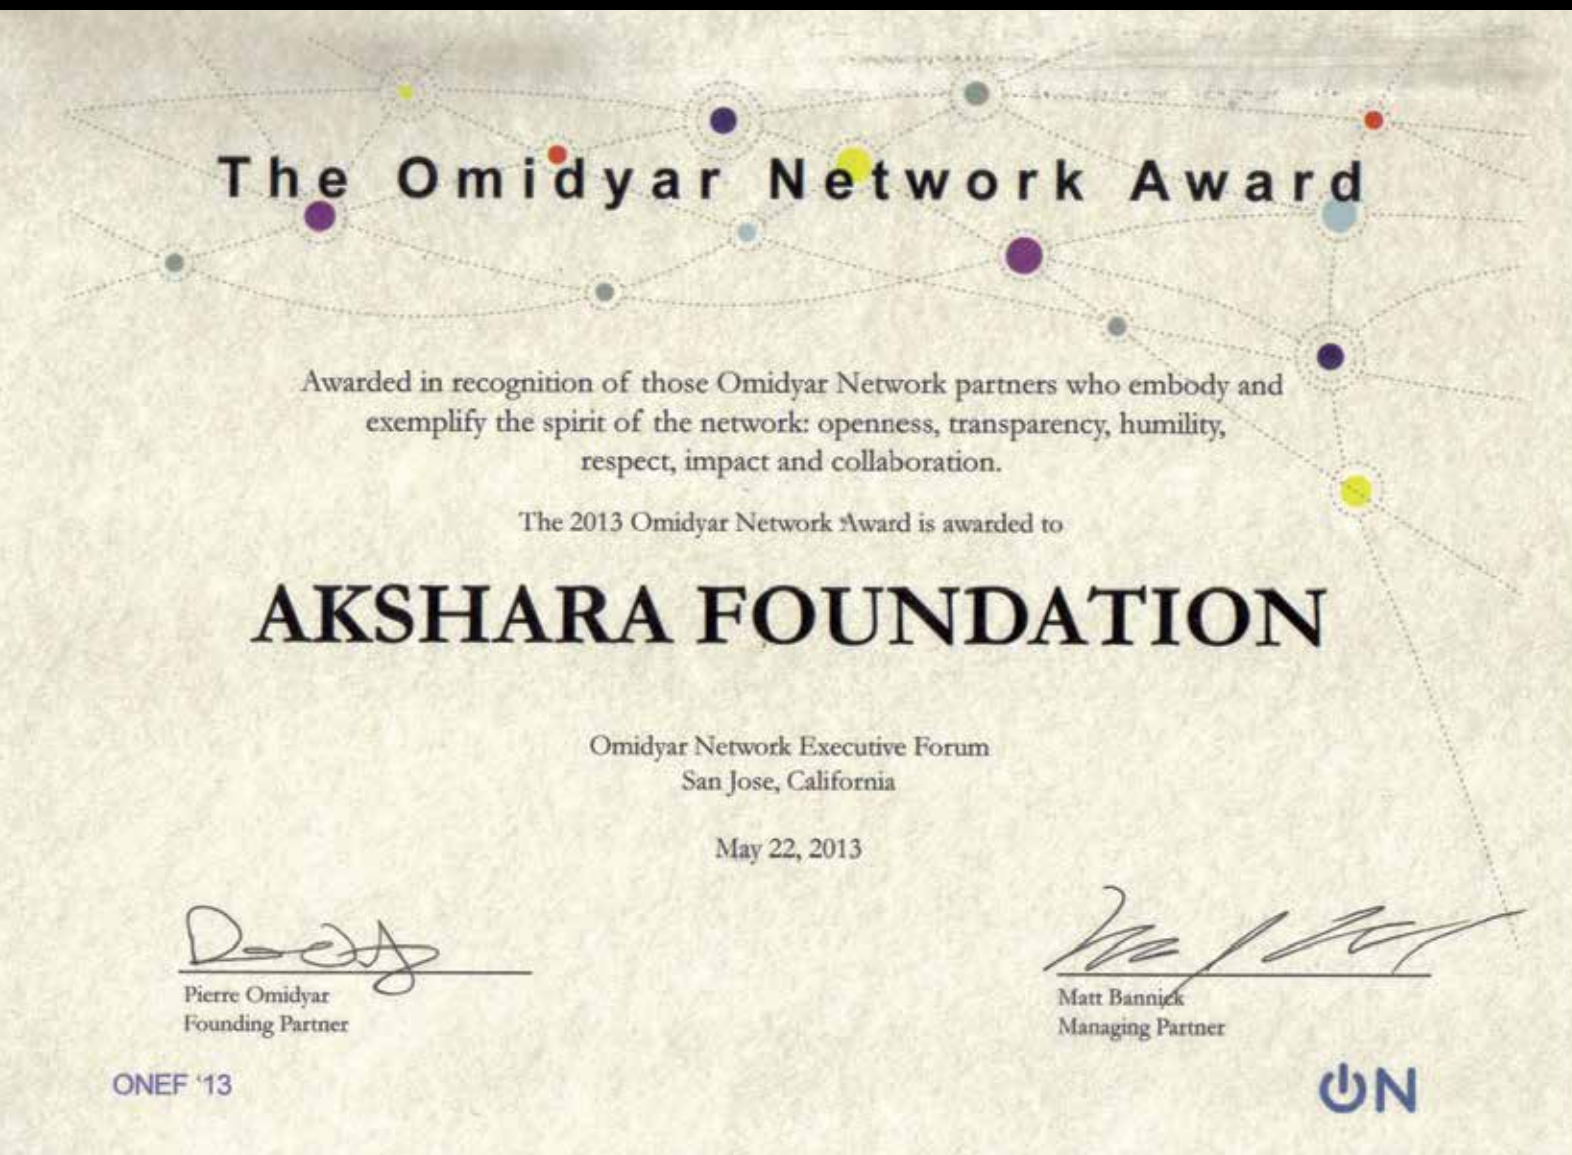 The Omidyar Network Award
Awarded in recognition of those Omidyar Network partners who embody and
exemplify the spirit of the network: openness, transparency, humility,
respect, impact and collaboration.
The 2013 Omidyar Network Award is awarded to
AKSHARA FOUNDATION
Omidyar Network Executive Forum
San Jose, California
May 22, 2013
Pierre Omidyar
Founding Partner
Matt Bannick
Managing Partner
ONEF '13
ON